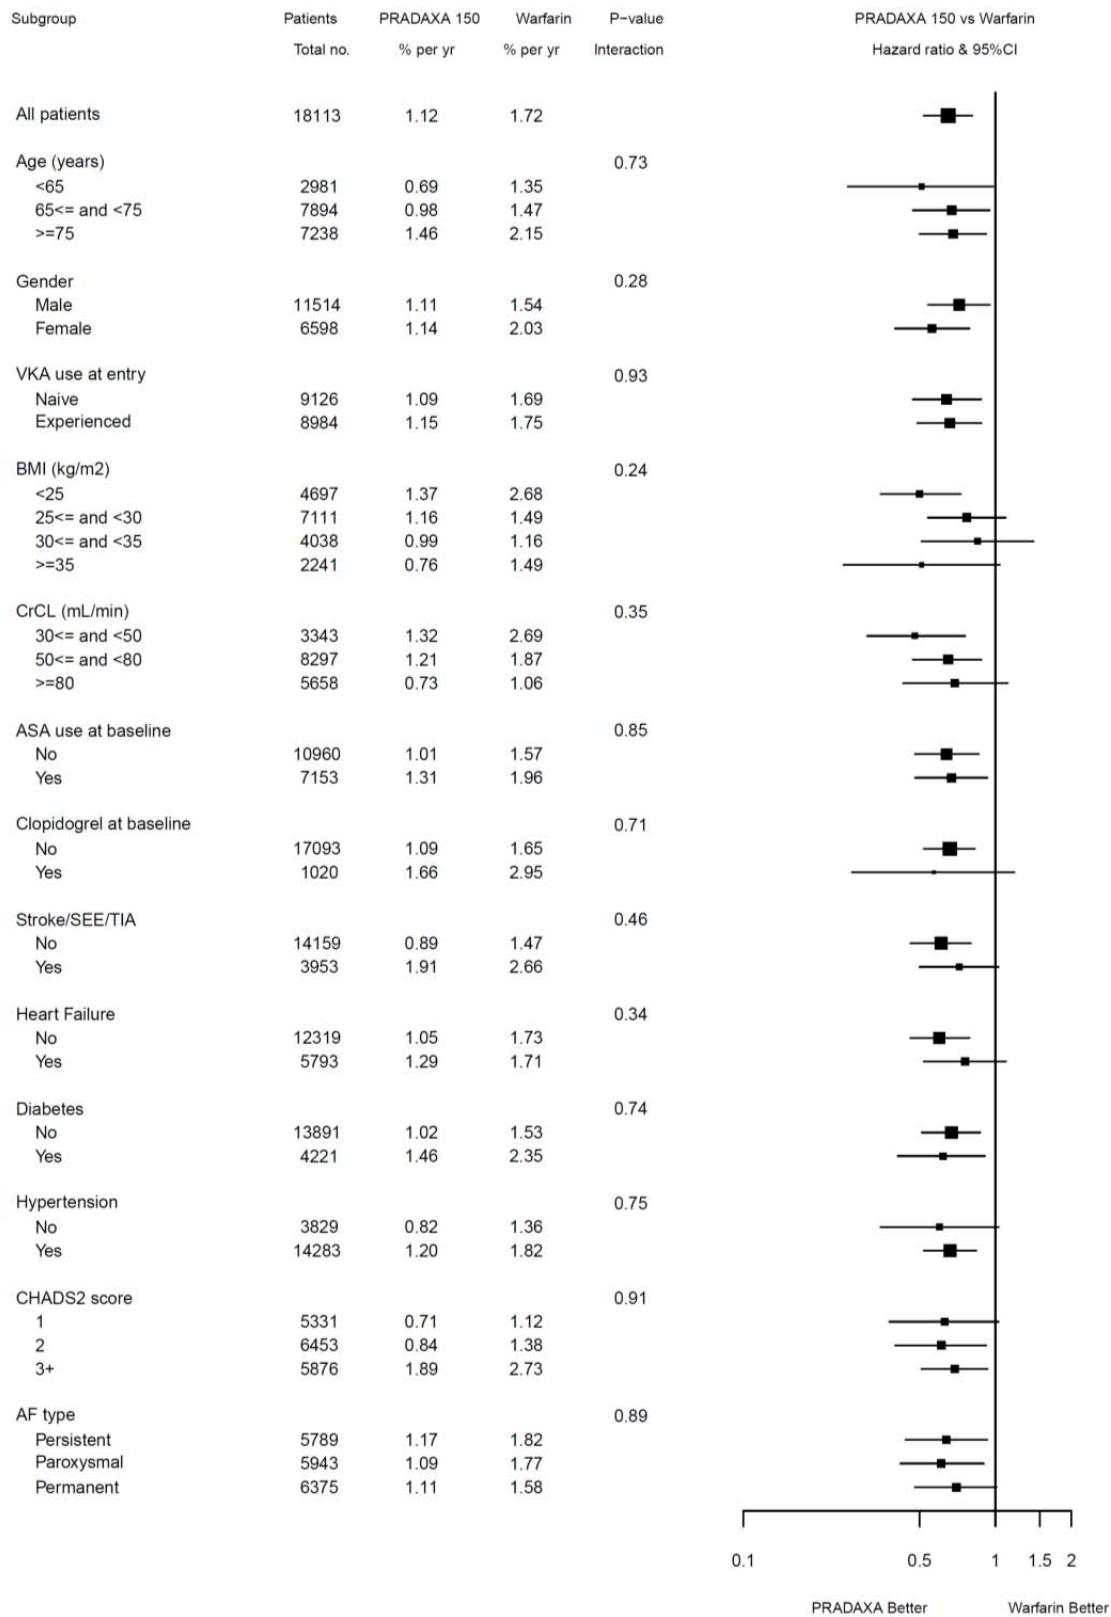 Subgroup Patients PRADAXA 150 Warfarin P−value PRADAXA 150 vs Warfarin
Total no. % per yr % per yr Interaction Hazard ratio & 95%CI
All patients 18113 1.12 1.72
Age (years) 0.73
<65 2981 0.69 1.35
65<= and <75 7894 0.98 1.47
>=75 7238 1.46 2.15
Gender 0.28
Male 11514 1.11 1.54
Female 6598 1.14 2.03
VKA use at entry 0.93
Naive 9126 1.09 1.69
Experienced 8984 1.15 1.75
BMI (kg/m2) 0.24
<25 4697 1.37 2.68
25<= and <30 7111 1.16 1.49
30<= and <35 4038 0.99 1.16
>=35 2241 0.76 1.49
CrCL (mL/min) 0.35
30<= and <50 3343 1.32 2.69
50<= and <80 8297 1.21 1.87
>=80 5658 0.73 1.06
ASA use at baseline 0.85
No 10960 1.01 1.57
Yes 7153 1.31 1.96
Clopidogrel at baseline 0.71
No 17093 1.09 1.65
Yes 1020 1.66 2.95
Stroke/SEE/TIA 0.46
No 14159 0.89 1.47
Yes 3953 1.91 2.66
Heart Failure 0.34
No 12319 1.05 1.73
Yes 5793 1.29 1.71
Diabetes 0.74
No 13891 1.02 1.53
Yes 4221 1.46 2.35
Hypertension 0.75
No 3829 0.82 1.36
Yes 14283 1.20 1.82
CHADS2 score 0.91
1 5331 0.71 1.12
2 6453 0.84 1.38
3+ 5876 1.89 2.73
AF type 0.89
Persistent 5789 1.17 1.82
Paroxysmal 5943 1.09 1.77
Permanent 6375 1.11 1.58
0.1 0.5 1 1.5 2
PRADAXA Better Warfarin Better